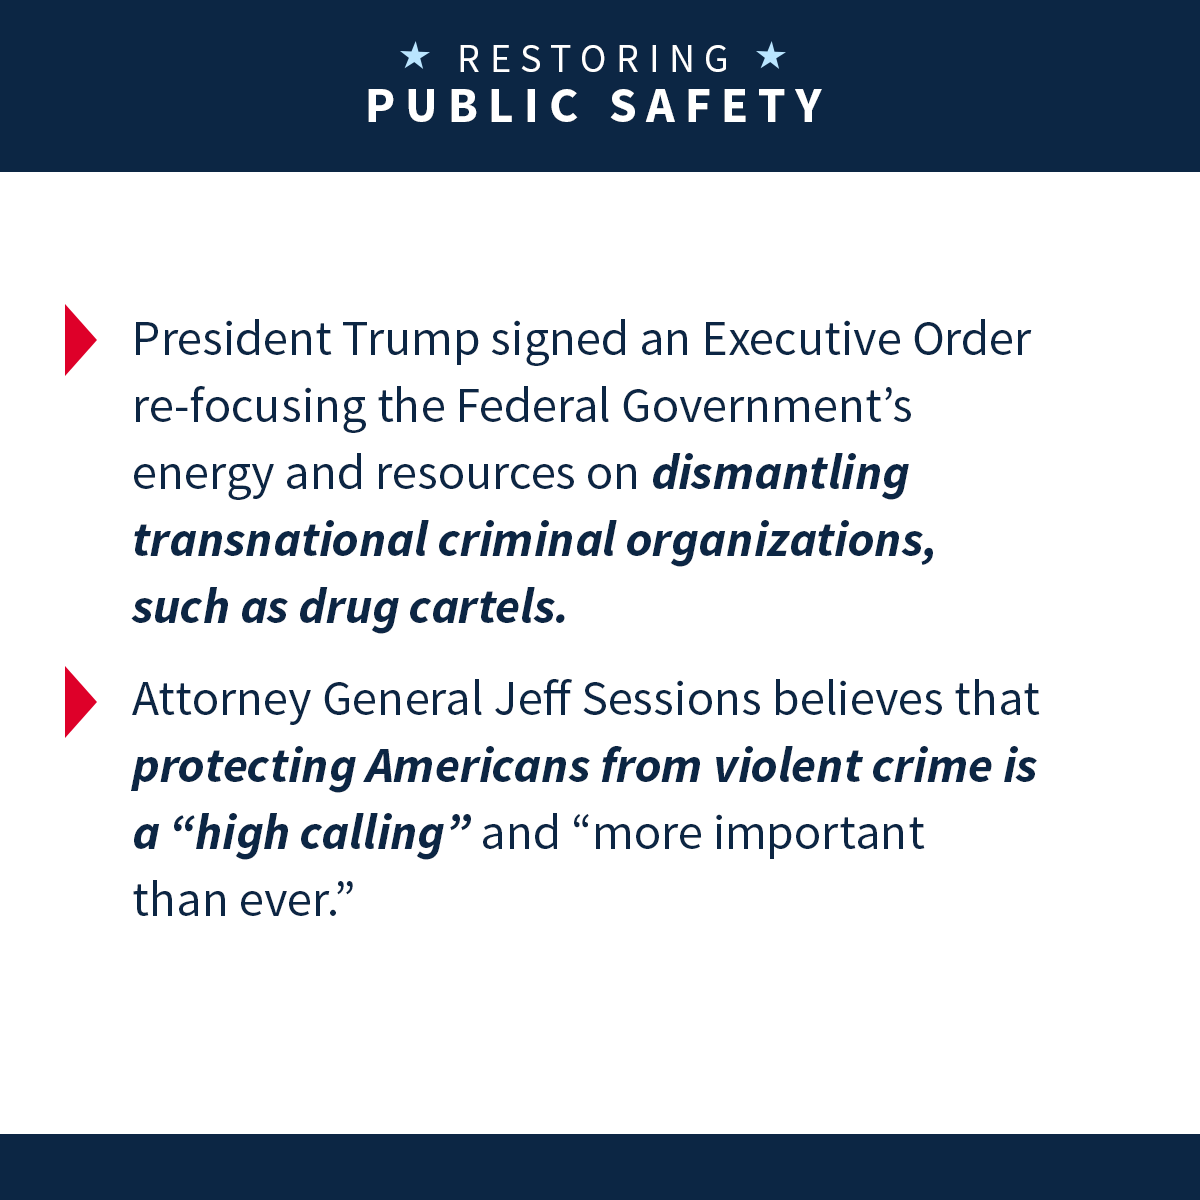 RESTORING
PUBLIC SAFETY
President Trump signed an Executive Order
re-focusing the Federal Government’s
energy and resources on dismantling
transnational criminal organizations,
such as drug cartels.
Attorney General Jeff Sessions believes that
protecting Americans from violent crime is
a “high calling” and “more important
than ever.”